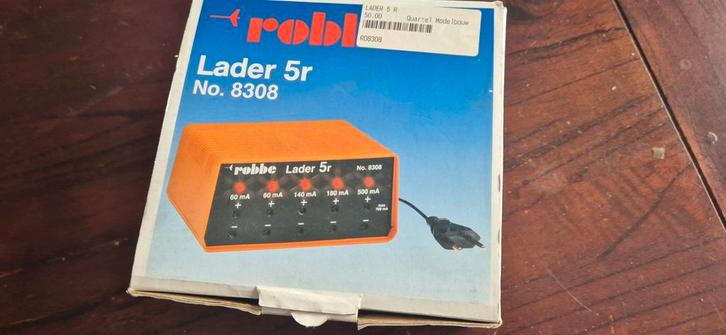 LADER 5 R
50.00 Quartel Modelbouw
R08308
robb
Lader 5r
No. 8308
robbe Lader 5r No. 8308
60 mA 60 mA 140 mA 180 mA 500 mA
+ + + + +
max
- - - - -